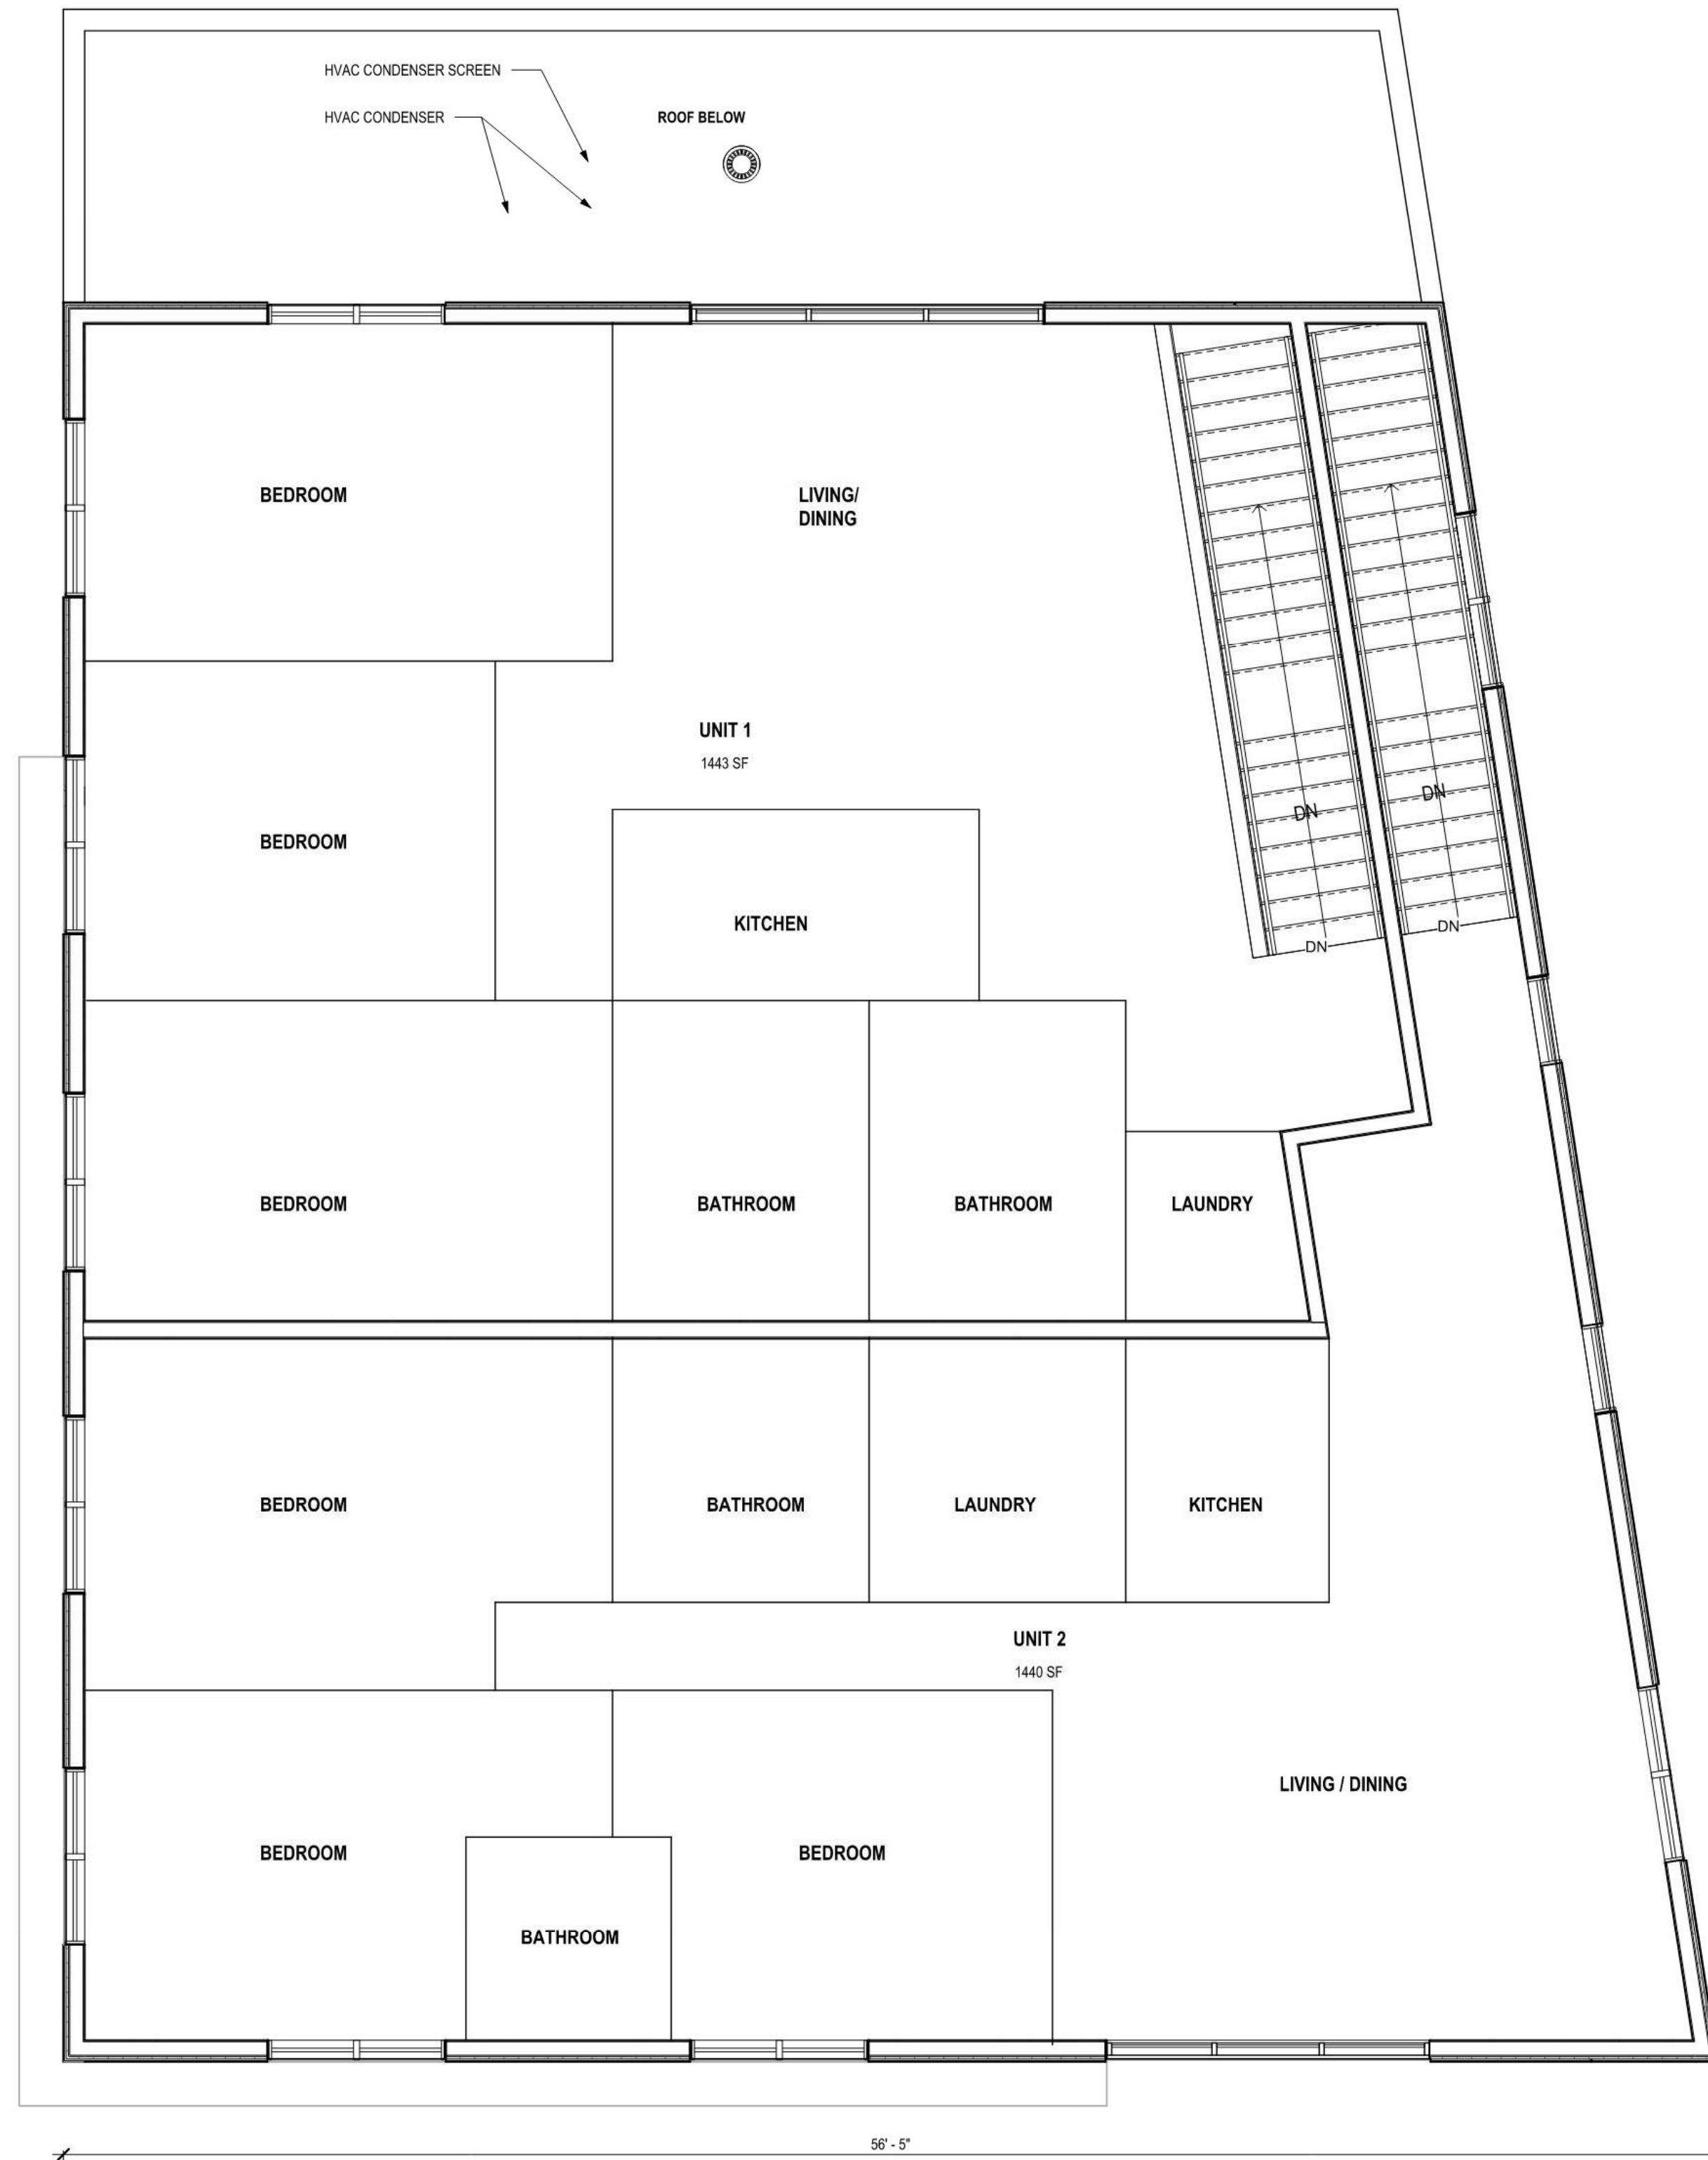 HVAC CONDENSER SCREEN
HVAC CONDENSER
ROOF BELOW
BEDROOM
LIVING/
DINING
UNIT 1
1443 SF
DN
DN
BEDROOM
KITCHEN
DN
DN
BEDROOM
BATHROOM
BATHROOM
LAUNDRY
BEDROOM
BATHROOM
LAUNDRY
KITCHEN
UNIT 2
1440 SF
LIVING / DINING
BEDROOM
BEDROOM
BATHROOM
56' - 5"